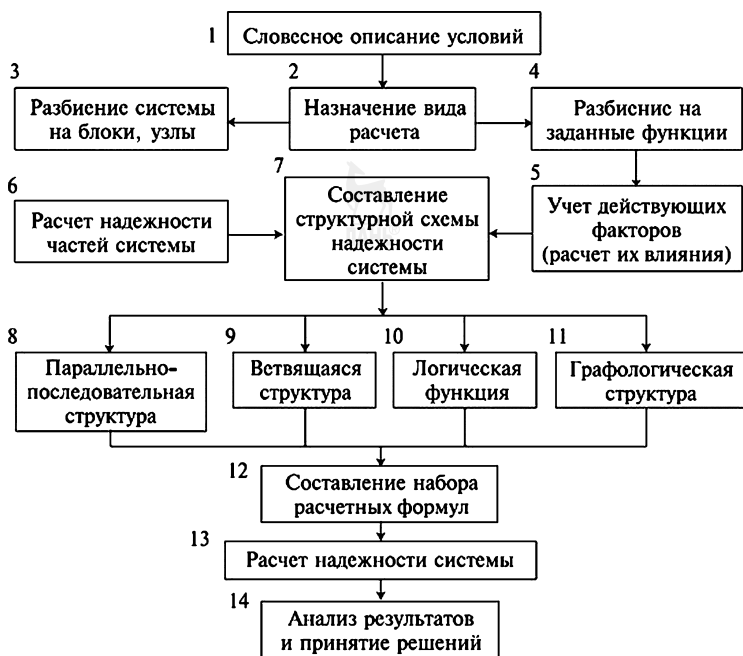 1
Словесное описание условий
3
Разбиение системы
на блоки, узлы
2
Назначение вида
расчета
4
Разбиение на
заданные функции
6
Расчет надежности
частей системы
7
Составление
структурной схемы
надежности
системы
5
Учет действующих
факторов
(расчет их влияния)
8
Параллельно-
последовательная
структура
9
Ветвящаяся
структура
10
Логическая
функция
11
Графологическая
структура
12
Составление набора
расчетных формул
13
Расчет надежности системы
14
Анализ результатов
и принятие решений